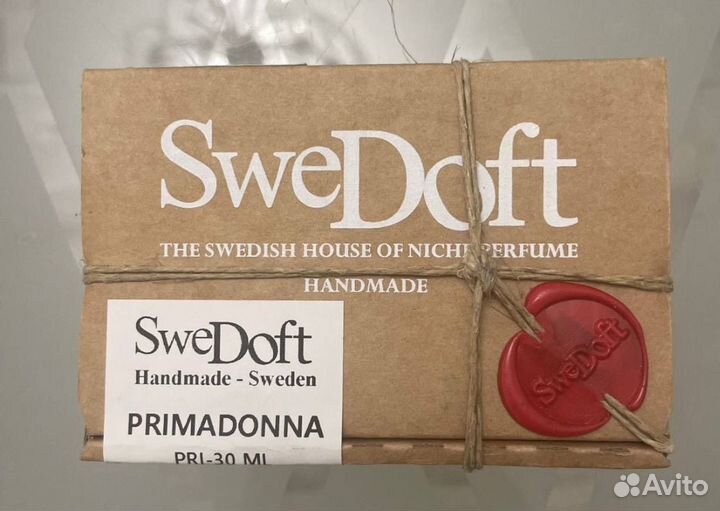 SweDoft
THE SWEDISH HOUSE OF NICHE PERFUME
HANDMADE
SweDoft
Handmade - Sweden
PRIMADONNA
PRI-30 ML
SweDoft
Avito